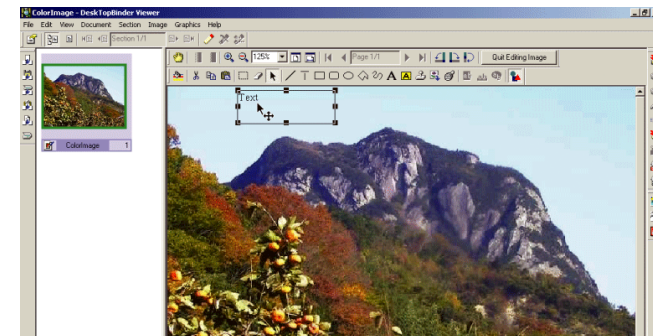 ColorImage - DeskTopBinder Viewer
File Edit View Document Section Image Graphics Help
Section 1/1
125% Page 1/1 Quit Editing Image
T A A
Text
ColorImage 1